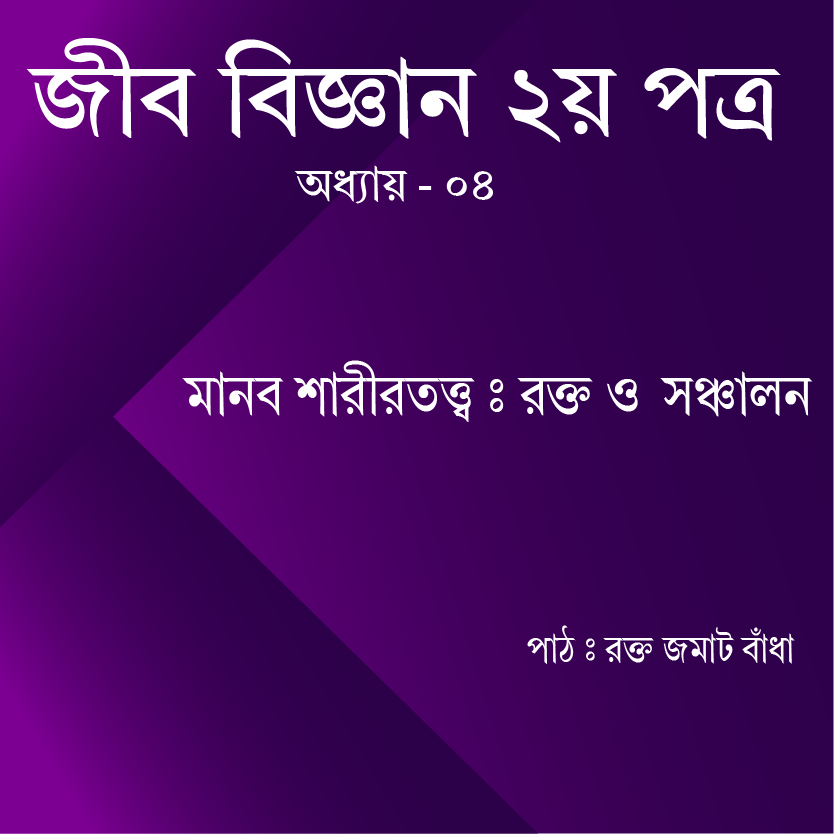 জীব বিজ্ঞান ২য় পত্র
অধ্যায় - ০৪
মানব শারীরতত্ত্ব ঃ রক্ত ও সঞ্চালন
পাঠ ঃ রক্ত জমাট বাঁধা